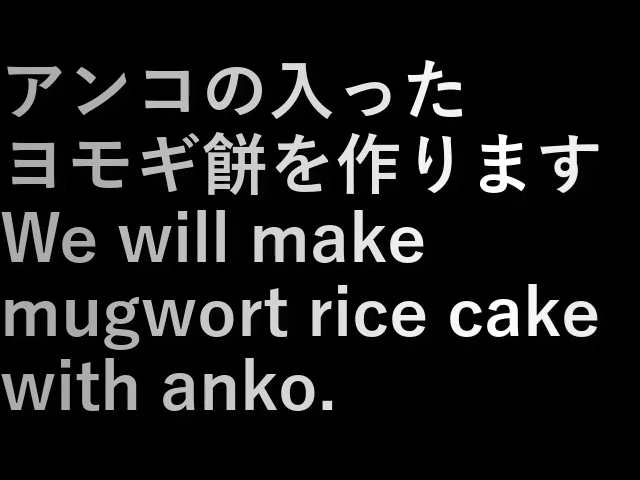 アンコの入った
ヨモギ餅を作ります
We will make
mugwort rice cake
with anko.